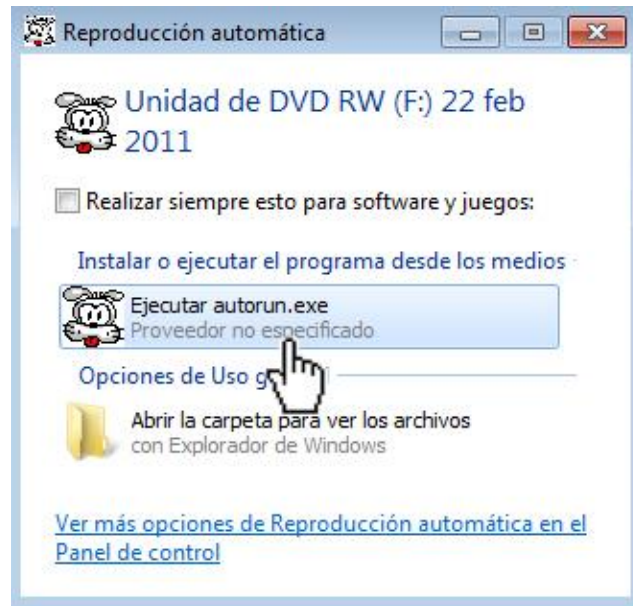 Reproducción automática
Unidad de DVD RW (F:) 22 feb
2011
Realizar siempre esto para software y juegos:
Instalar o ejecutar el programa desde los medios
Ejecutar autorun.exe
Proveedor no especificado
Opciones de Uso g
Abrir la carpeta para ver los archivos
con Explorador de Windows
Ver más opciones de Reproducción automática en el
Panel de control